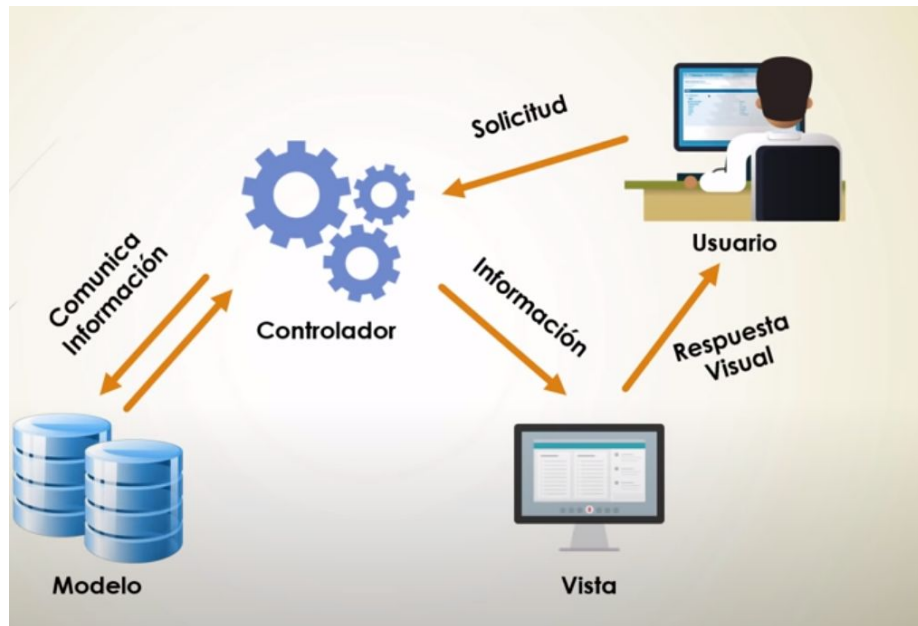 Solicitud
Usuario
Comunica
Información
Controlador
Información
Respuesta
Visual
Modelo
Vista